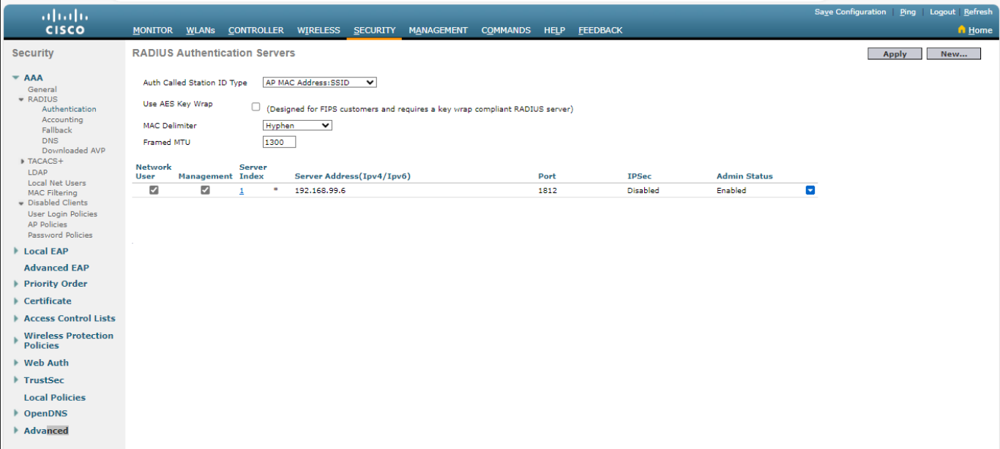 Save Configuration | Ping | Logout | Refresh
CISCO
MONITOR WLANs CONTROLLER WIRELESS SECURITY MANAGEMENT COMMANDS HELP FEEDBACK
Home
Security
AAA
General
RADIUS
Authentication
Accounting
Fallback
DNS
Downloaded AVP
TACACS+
LDAP
Local Net Users
MAC Filtering
Disabled Clients
User Login Policies
AP Policies
Password Policies
Local EAP
Advanced EAP
Priority Order
Certificate
Access Control Lists
Wireless Protection
Policies
Web Auth
TrustSec
Local Policies
OpenDNS
Advanced
RADIUS Authentication Servers
Apply
New...
Auth Called Station ID Type AP MAC Address:SSID
Use AES Key Wrap (Designed for FIPS customers and requires a key wrap compliant RADIUS server)
MAC Delimiter Hyphen
Framed MTU 1300
Network Server
User Management Index Server Address(Ipv4/Ipv6) Port IPSec Admin Status
1 * 192.168.99.6 1812 Disabled Enabled